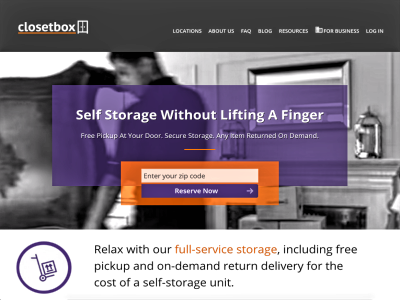 closetbox
LOCATIONS ABOUT US FAQ BLOG RESOURCES FOR BUSINESS LOG IN
Self Storage Without Lifting A Finger
Free Pickup At Your Door. Secure Storage. Any Item Returned On Demand.
Enter your zip code
Reserve Now
Relax with our full-service storage, including free
pickup and on-demand return delivery for the
cost of a self-storage unit.